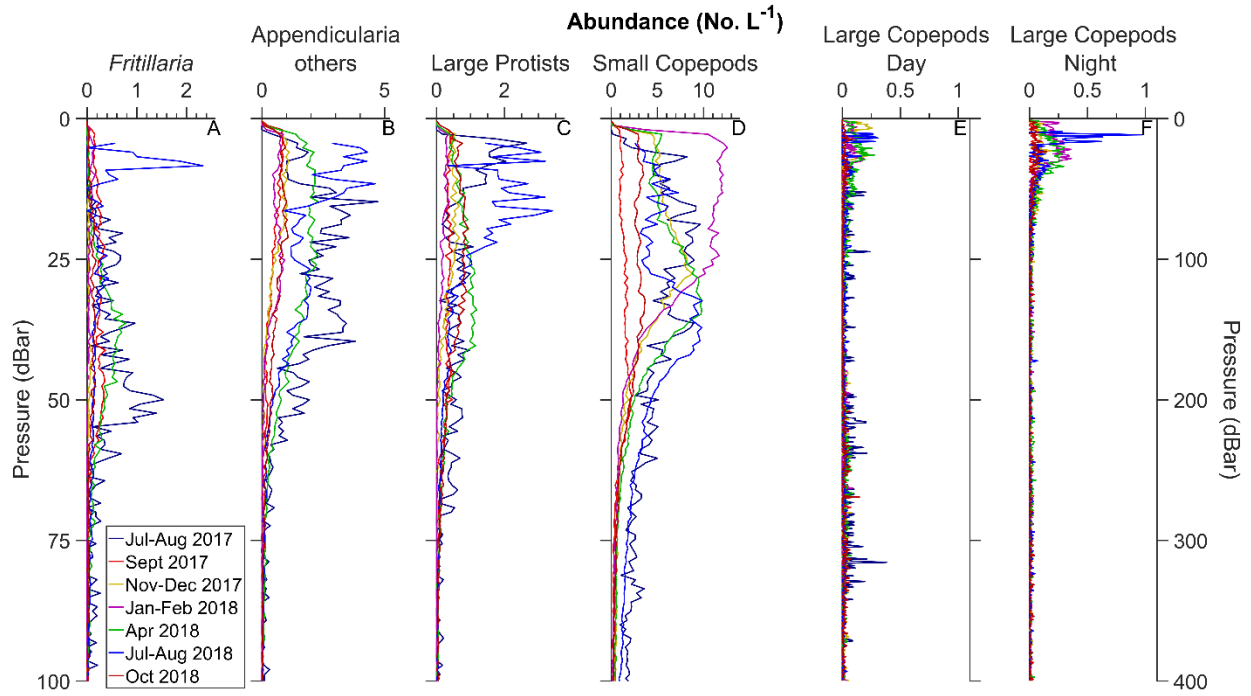 Abundance (No. L⁻¹)
Fritillaria
Appendicularia
others
Large Protists
Small Copepods
Large Copepods
Day
Large Copepods
Night
0 1 2
0 5
0 2
0 5 10
0 0.5 1
0 0.5 1
A
B
C
D
E
F
Pressure (dBar)
0
25
50
75
100
Pressure (dBar)
0
100
200
300
400
Jul-Aug 2017
Sept 2017
Nov-Dec 2017
Jan-Feb 2018
Apr 2018
Jul-Aug 2018
Oct 2018